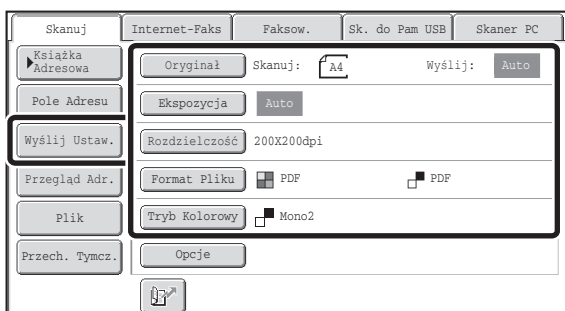 Skanuj Internet-Faks Faksow. Sk. do Pam USB Skaner PC
Książka
Adresowa
Oryginał Skanuj: A4 Wyślij: Auto
Pole Adresu Ekspozycja Auto
Wyślij Ustaw. Rozdzielczość 200X200dpi
Przegląd Adr. Format Pliku PDF PDF
Plik Tryb Kolorowy Mono2
Przech. Tymcz. Opcje